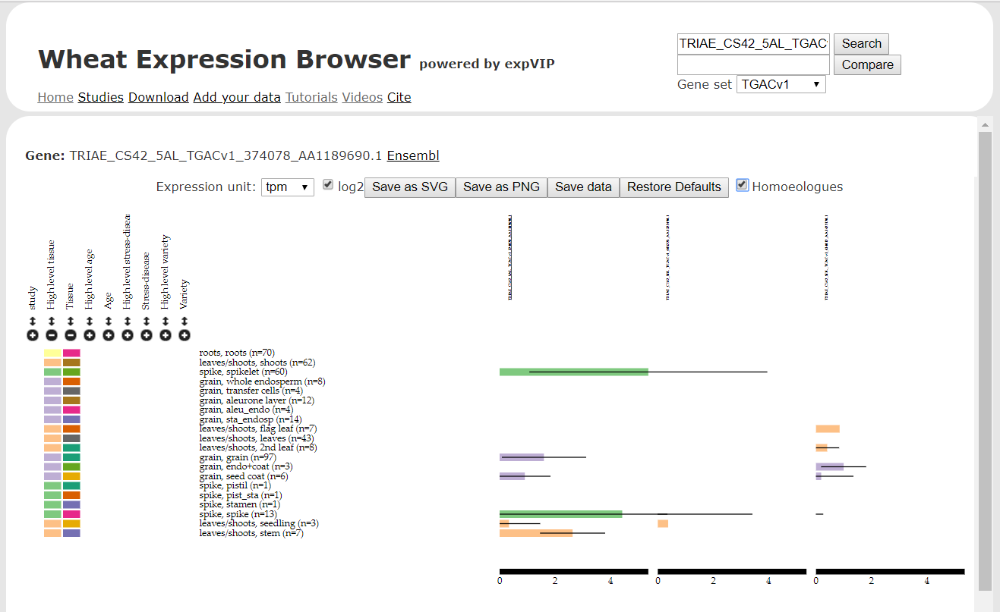 Wheat Expression Browser powered by expVIP
TRIAE_CS42_5AL_TGAC
Search
Compare
Gene set TGACv1
Home Studies Download Add your data Tutorials Videos Cite
Gene: TRIAE_CS42_5AL_TGACv1_374078_AA1189690.1 Ensembl
Expression unit: tpm log2 Save as SVG Save as PNG Save data Restore Defaults Homoeologues
study
High level tissue
Tissue
High level age
Age
High level stress-disea
Stress-disease
High level variety
Variety
roots, roots (n=70)
leaves/shoots, shoots (n=62)
spike, spikelet (n=60)
grain, whole endosperm (n=8)
grain, transfer cells (n=4)
grain, aleurone layer (n=12)
grain, aleu_endo (n=4)
grain, sta_endosp (n=14)
leaves/shoots, flag leaf (n=7)
leaves/shoots, leaves (n=43)
leaves/shoots, 2nd leaf (n=8)
grain, grain (n=97)
grain, endo+coat (n=3)
grain, seed coat (n=6)
spike, pistil (n=1)
spike, pist_sta (n=1)
spike, stamen (n=1)
spike, spike (n=13)
leaves/shoots, seedling (n=3)
leaves/shoots, stem (n=7)
0 2 4 0 2 4 0 2 4